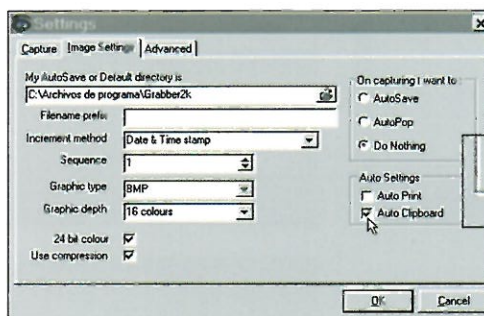 Settings
Capture Image Settings Advanced
My AutoSave or Default directory is
C:\Archivos de programa\Grabber2k
Filename prefix
Increment method Date & Time stamp
Sequence 1
Graphic type BMP
Graphic depth 16 colours
24 bit colour
Use compression
On capturing I want to :
AutoSave
AutoPop
Do Nothing
Auto Settings
Auto Print
Auto Clipboard
OK Cancel